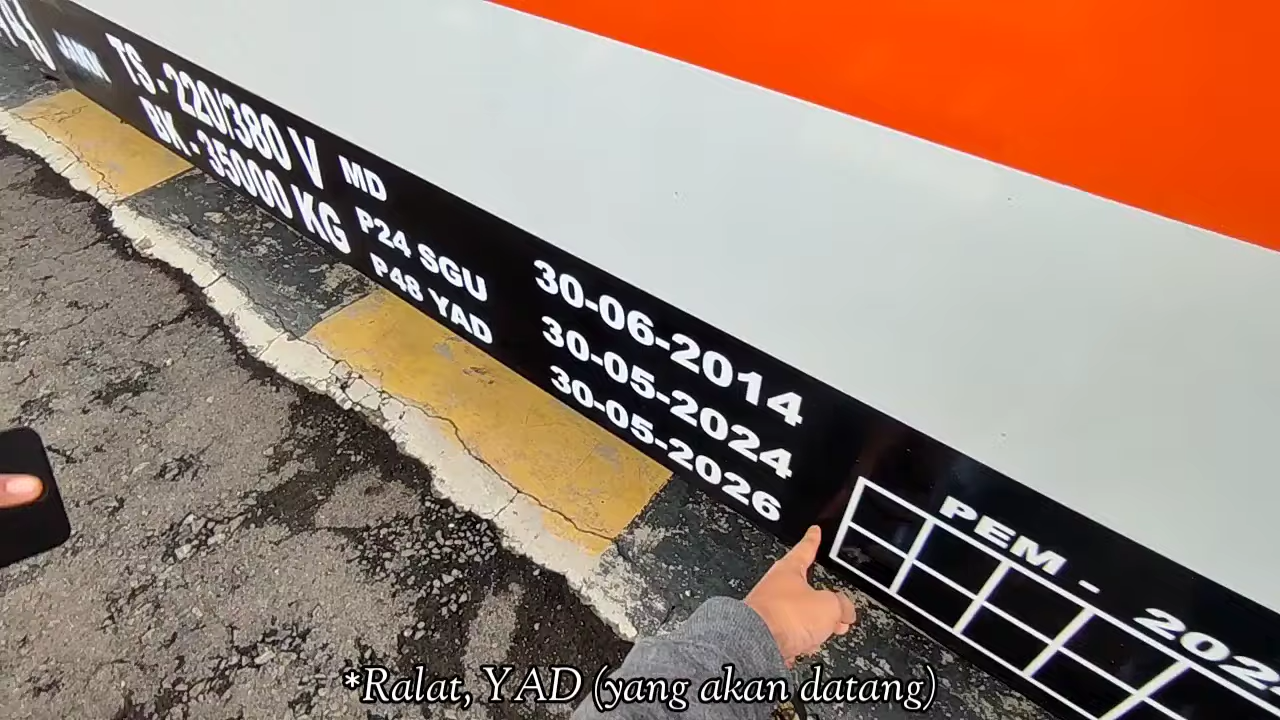 JAKK
TS - 220/380 V
BK - 35000 KG
MD 30-06-2014
P24 SGU 30-05-2024
P48 YAD 30-05-2026
PEM -
*Ralat, YAD (yang akan datang)